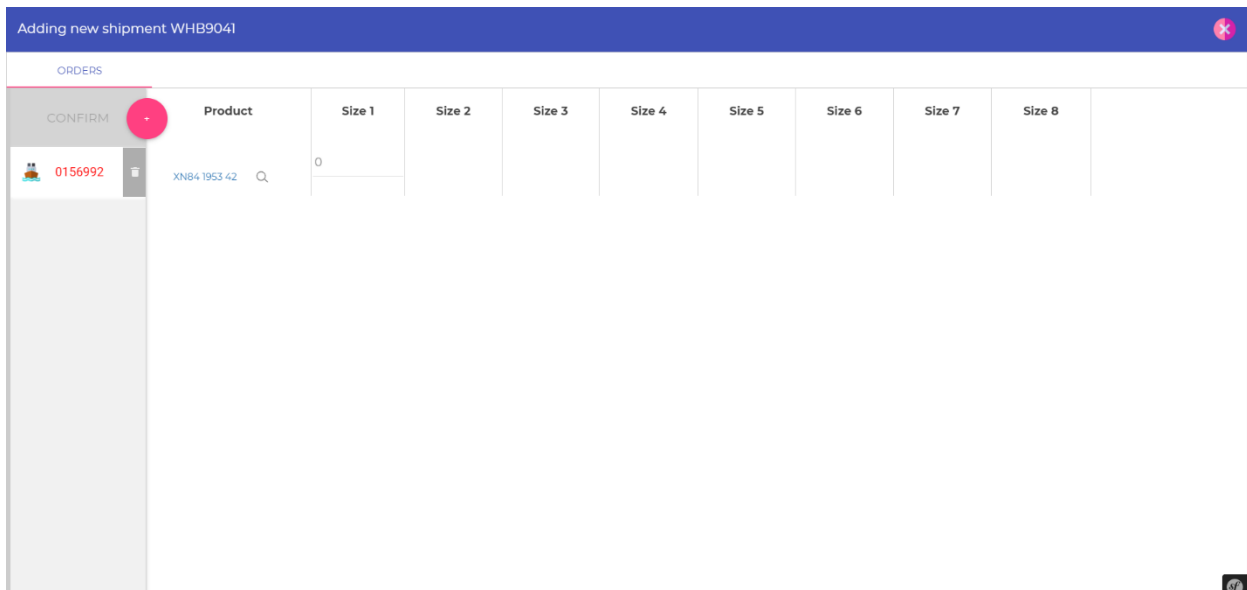 Adding new shipment WHB9041
ORDERS
CONFIRM
+
Product Size 1 Size 2 Size 3 Size 4 Size 5 Size 6 Size 7 Size 8
0156992
XN84 1953 42
0
sf